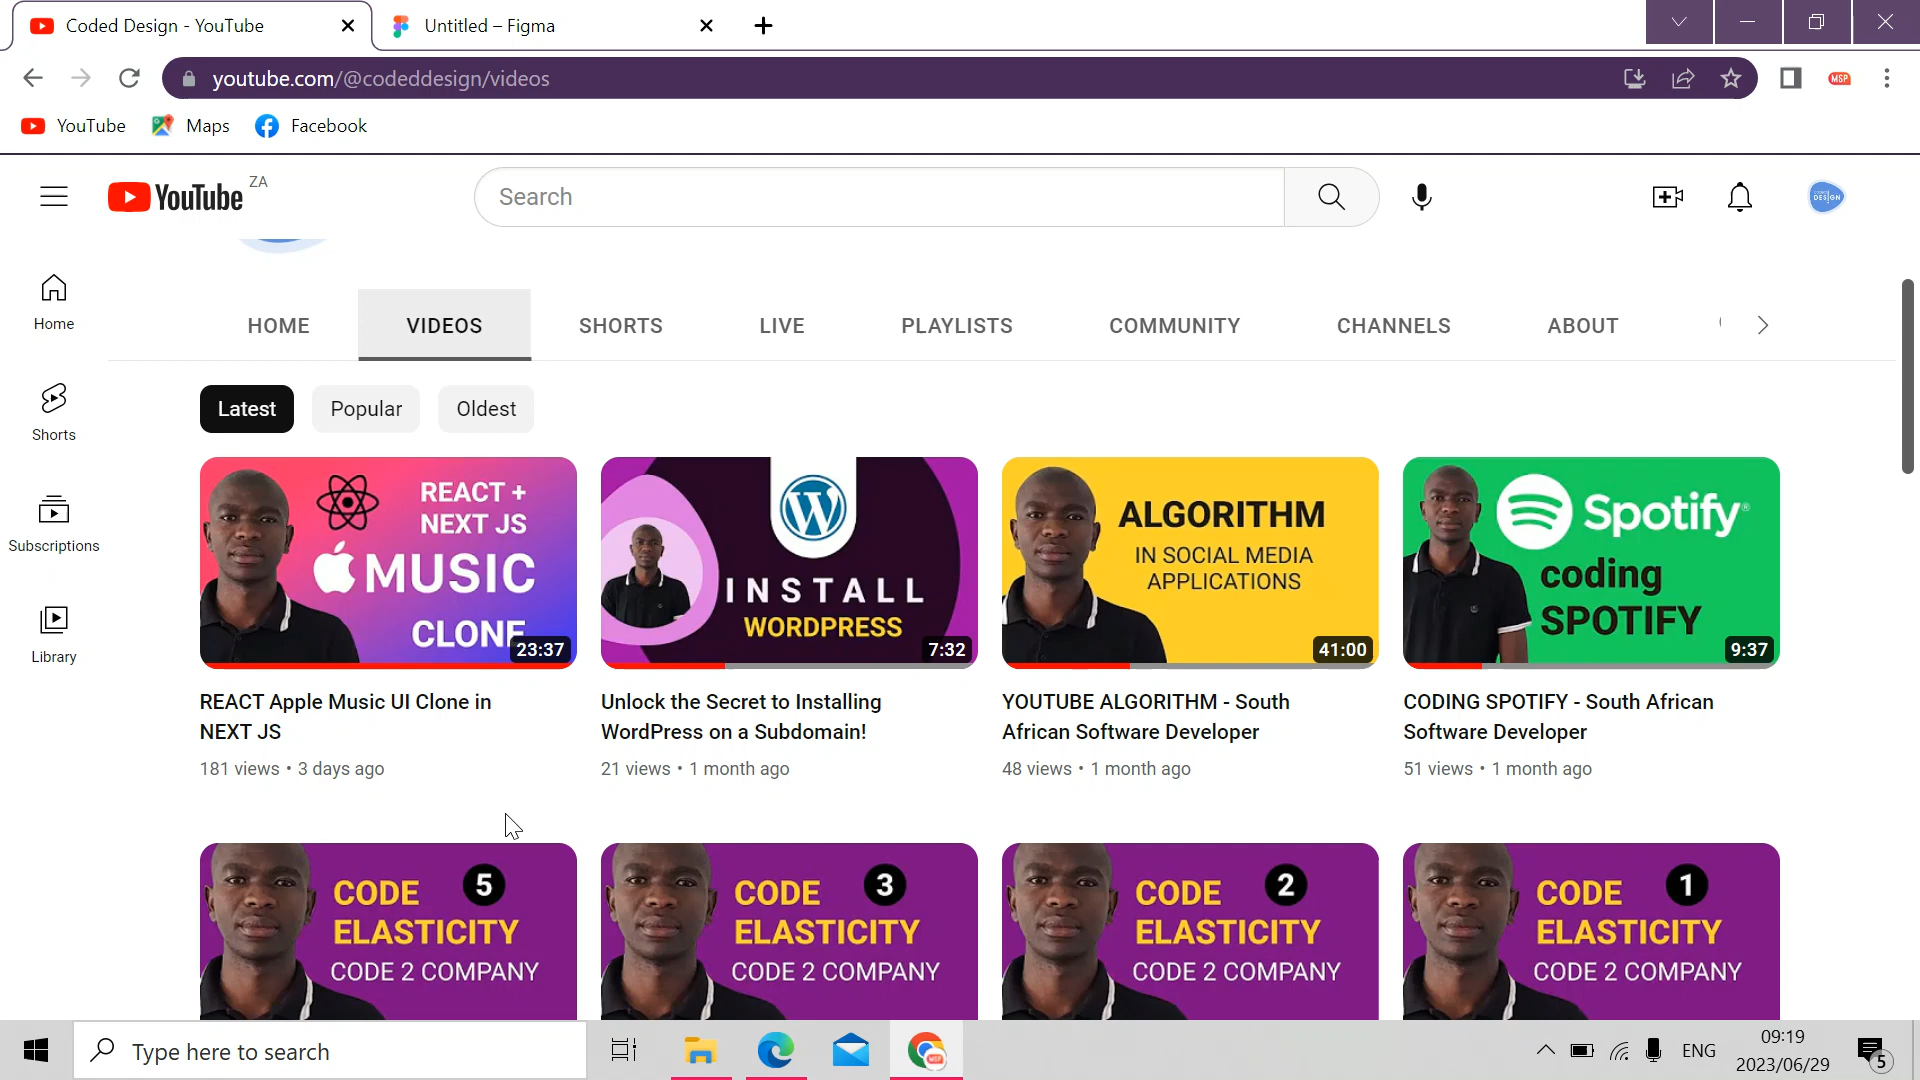 Coded Design - YouTube
Untitled – Figma
youtube.com/@codeddesign/videos
MSP
YouTube
Maps
Facebook
YouTube ZA
Search
DESIGN
Home
Shorts
Subscriptions
Library
HOME
VIDEOS
SHORTS
LIVE
PLAYLISTS
COMMUNITY
CHANNELS
ABOUT
Latest
Popular
Oldest
REACT +
NEXT JS
MUSIC
CLONE
23:37
INSTALL
WORDPRESS
7:32
ALGORITHM
IN SOCIAL MEDIA
APPLICATIONS
41:00
Spotify®
coding
SPOTIFY
9:37
REACT Apple Music UI Clone in
NEXT JS
181 views • 3 days ago
Unlock the Secret to Installing
WordPress on a Subdomain!
21 views • 1 month ago
YOUTUBE ALGORITHM - South
African Software Developer
48 views • 1 month ago
CODING SPOTIFY - South African
Software Developer
51 views • 1 month ago
CODE 5
ELASTICITY
CODE 2 COMPANY
CODE 3
ELASTICITY
CODE 2 COMPANY
CODE 2
ELASTICITY
CODE 2 COMPANY
CODE 1
ELASTICITY
CODE 2 COMPANY
Type here to search
ENG
09:19
2023/06/29
5